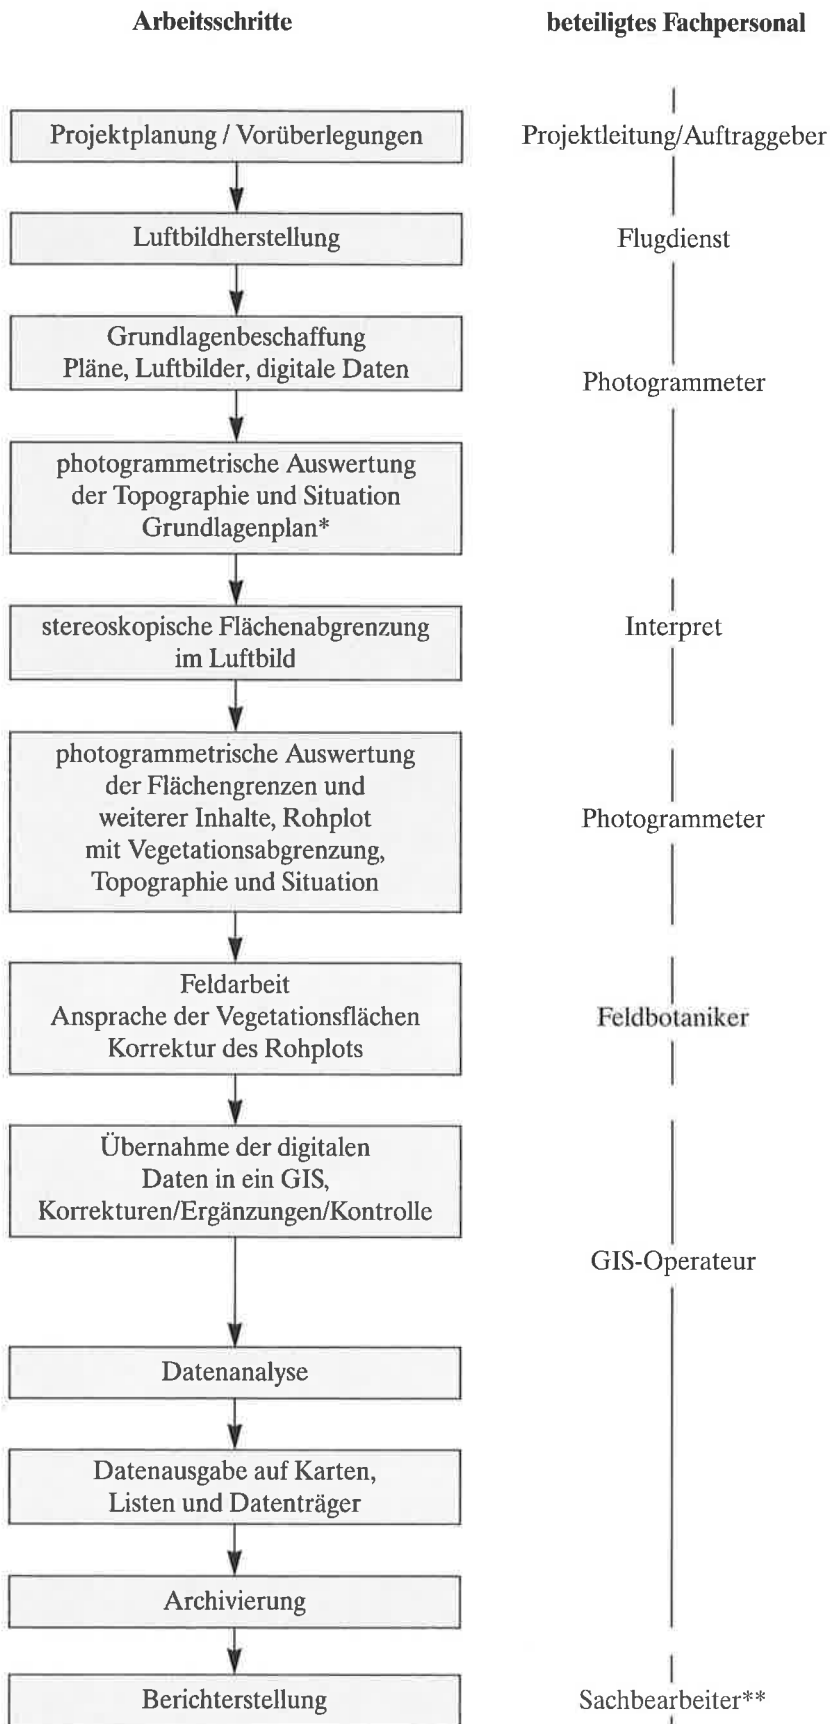 Arbeitsschritte
beteiligtes Fachpersonal
Projektplanung / Vorüberlegungen
Projektleitung/Auftraggeber
Luftbildherstellung
Flugdienst
Grundlagenbeschaffung
Pläne, Luftbilder, digitale Daten
Photogrammeter
photogrammetrische Auswertung
der Topographie und Situation
Grundlagenplan*
stereoskopische Flächenabgrenzung
im Luftbild
Interpret
photogrammetrische Auswertung
der Flächengrenzen und
weiterer Inhalte, Rohplot
mit Vegetationsabgrenzung,
Topographie und Situation
Photogrammeter
Feldarbeit
Ansprache der Vegetationsflächen
Korrektur des Rohplots
Feldbotaniker
Übernahme der digitalen
Daten in ein GIS,
Korrekturen/Ergänzungen/Kontrolle
GIS-Operateur
Datenanalyse
Datenausgabe auf Karten,
Listen und Datenträger
Archivierung
Berichterstellung
Sachbearbeiter**